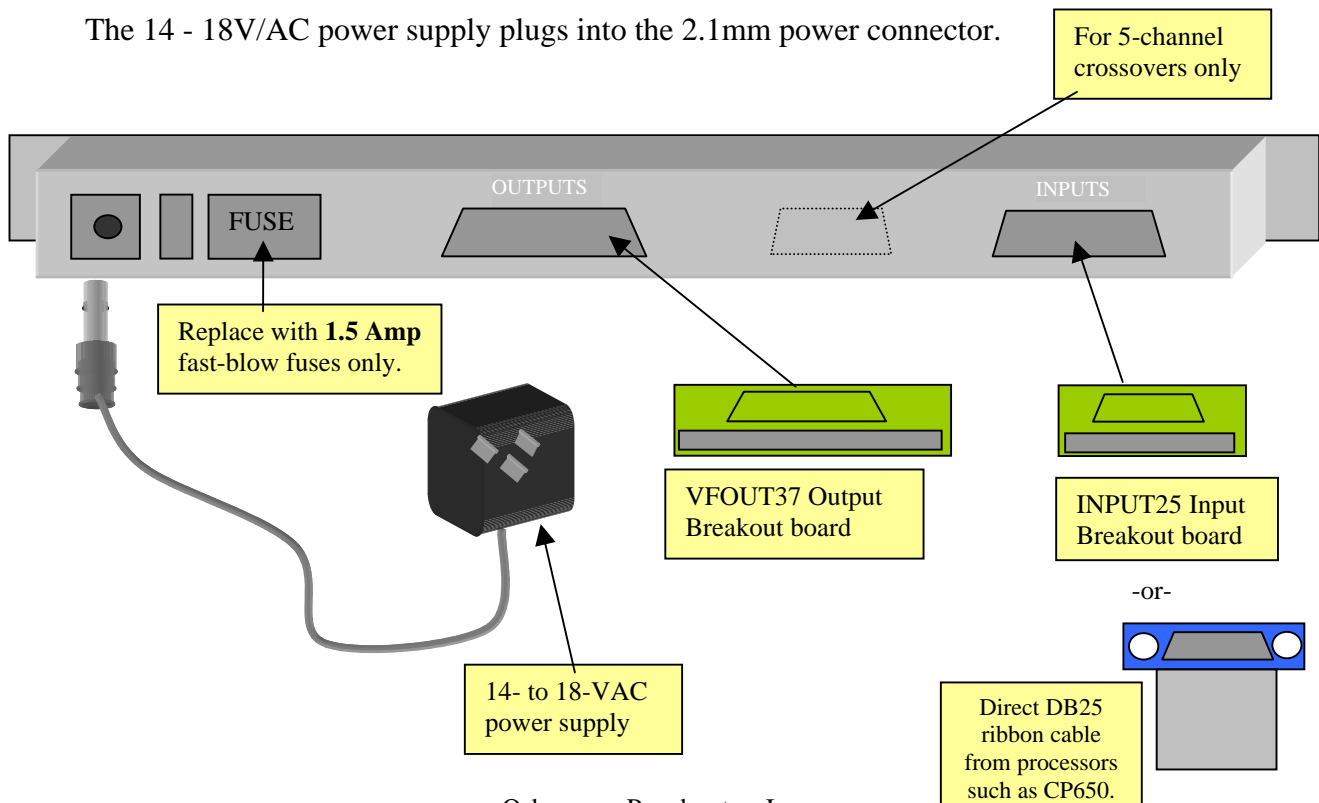 The 14 - 18V/AC power supply plugs into the 2.1mm power connector.
For 5-channel
crossovers only
OUTPUTS
INPUTS
FUSE
Replace with 1.5 Amp
fast-blow fuses only.
VFOUT37 Output
Breakout board
INPUT25 Input
Breakout board
-or-
14- to 18-VAC
power supply
Direct DB25
ribbon cable
from processors
such as CP650.